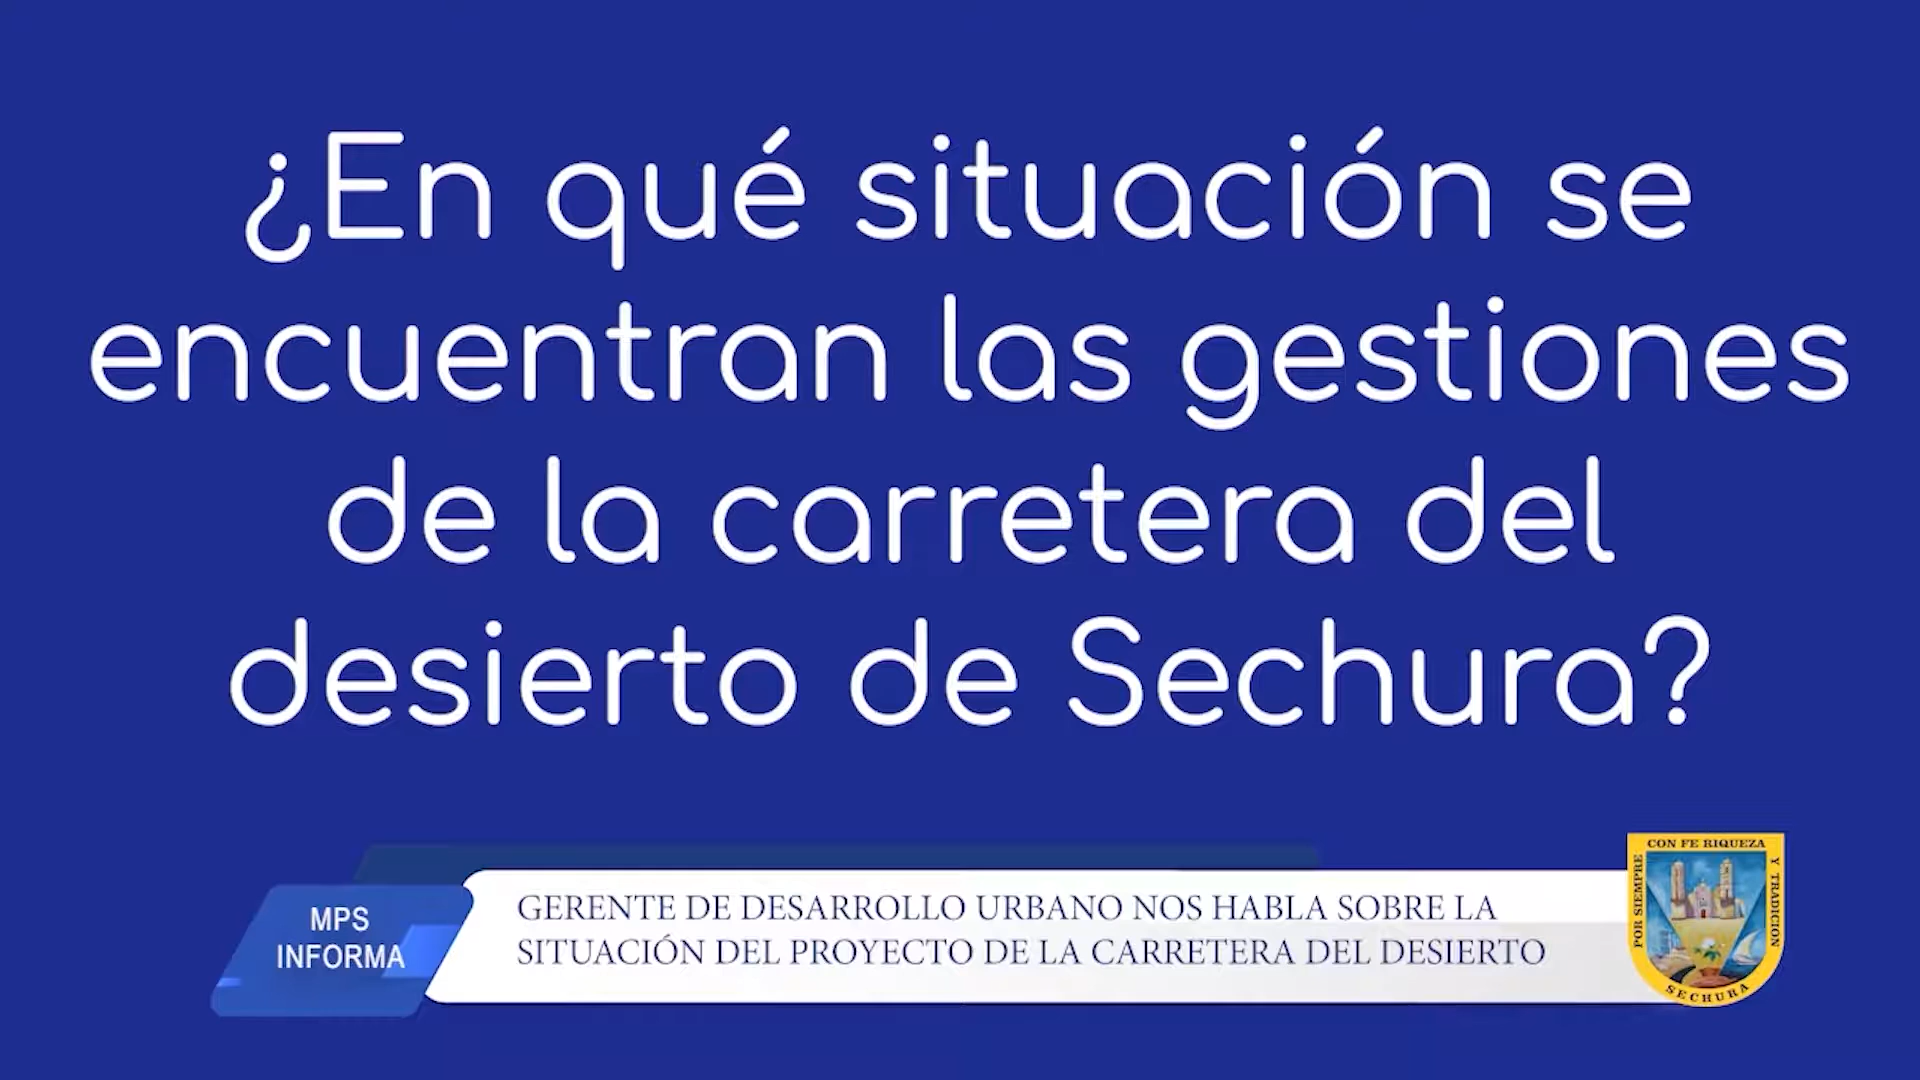 ¿En qué situación se
encuentran las gestiones
de la carretera del
desierto de Sechura?
MPS
INFORMA
GERENTE DE DESARROLLO URBANO NOS HABLA SOBRE LA
SITUACIÓN DEL PROYECTO DE LA CARRETERA DEL DESIERTO
POR SIEMPRE
CON FE RIQUEZA
Y TRADICION
SECHURA